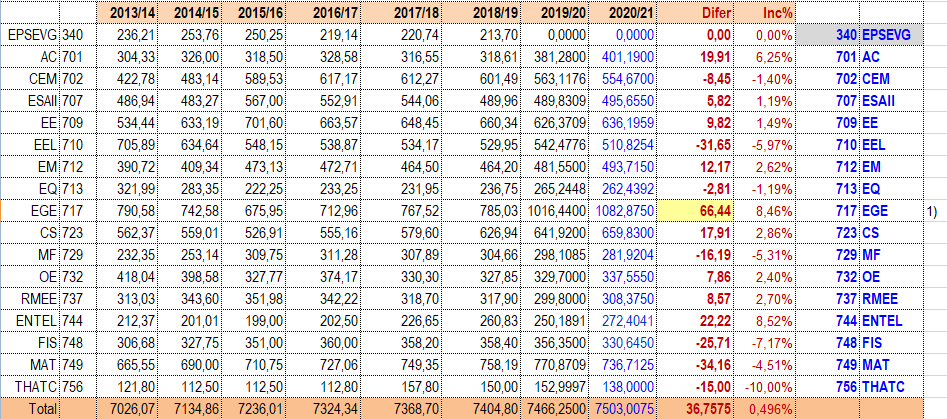 2013/14 2014/15 2015/16 2016/17 2017/18 2018/19 2019/20 2020/21 Difer Inc%
EPSEVG 340 236,21 253,76 250,25 219,14 220,74 213,70 0,0000 0,0000 0,00 0,00% 340 EPSEVG
AC 701 304,33 326,00 318,50 328,58 316,55 318,61 381,2800 401,1900 19,91 6,25% 701 AC
CEM 702 422,78 483,14 589,53 617,17 612,27 601,49 563,1176 554,6700 -8,45 -1,40% 702 CEM
ESAII 707 486,94 483,27 567,00 552,91 544,06 489,96 489,8309 495,6550 5,82 1,19% 707 ESAII
EE 709 534,44 633,19 701,60 663,57 648,45 660,34 626,3709 636,1959 9,82 1,49% 709 EE
EEL 710 705,89 634,64 548,15 538,87 534,17 529,95 542,4776 510,8254 -31,65 -5,97% 710 EEL
EM 712 390,72 409,34 473,13 472,71 464,50 464,20 481,5500 493,7150 12,17 2,62% 712 EM
EQ 713 321,99 283,35 222,25 233,25 231,95 236,75 265,2448 262,4392 -2,81 -1,19% 713 EQ
EGE 717 790,58 742,58 675,95 712,96 767,52 785,03 1016,4400 1082,8750 66,44 8,46% 717 EGE 1)
CS 723 562,37 559,01 526,91 555,16 579,60 626,94 641,9200 659,8300 17,91 2,86% 723 CS
MF 729 232,35 253,14 309,75 311,28 307,89 304,66 298,1085 281,9204 -16,19 -5,31% 729 MF
OE 732 418,04 398,58 327,77 374,17 330,30 327,85 329,7000 337,5550 7,86 2,40% 732 OE
RMEE 737 313,03 343,60 351,98 342,22 318,70 317,90 299,8000 308,3750 8,57 2,70% 737 RMEE
ENTEL 744 212,37 201,01 199,00 202,50 226,65 260,83 250,1891 272,4041 22,22 8,52% 744 ENTEL
FIS 748 306,68 327,75 351,00 360,00 358,20 358,40 356,3500 330,6450 -25,71 -7,17% 748 FIS
MAT 749 665,55 690,00 710,75 727,06 749,35 758,19 770,8709 736,7125 -34,16 -4,51% 749 MAT
THATC 756 121,80 112,50 112,50 112,80 157,80 150,00 152,9997 138,0000 -15,00 -10,00% 756 THATC
Total 7026,07 7134,86 7236,01 7324,34 7368,70 7404,80 7466,2500 7503,0075 36,7575 0,496%